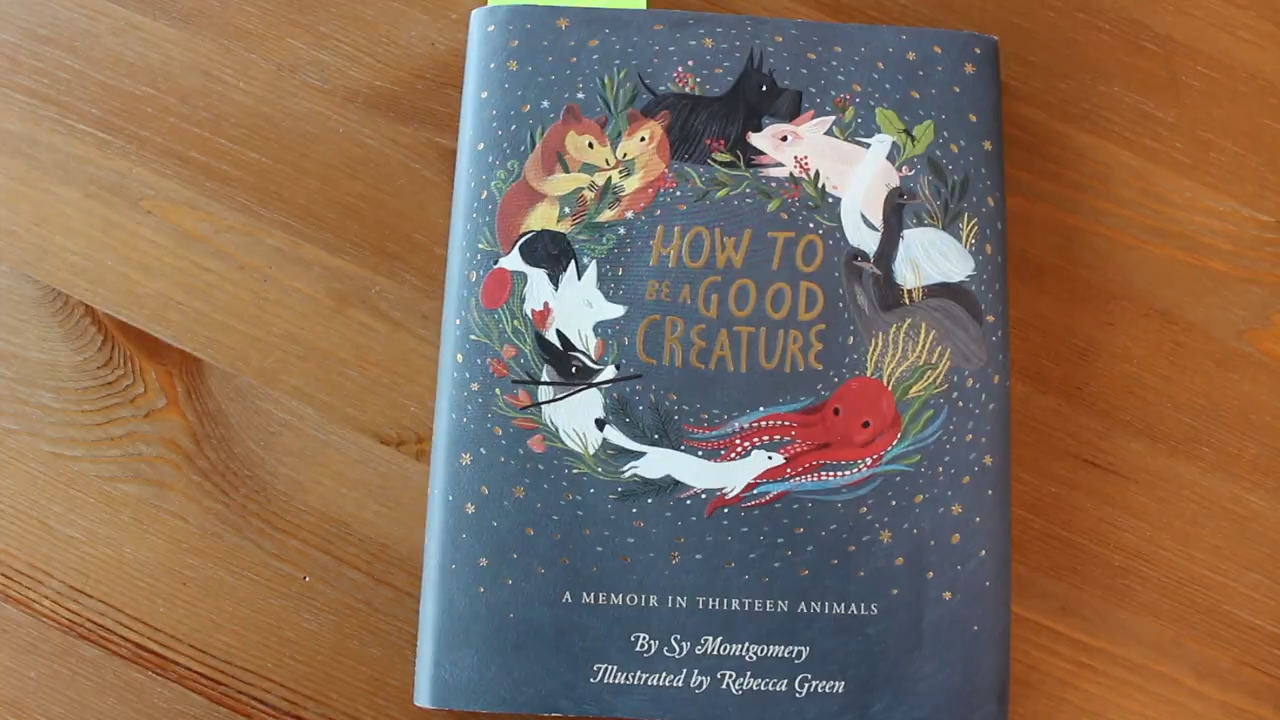 HOW TO
BE A GOOD
CREATURE
A MEMOIR IN THIRTEEN ANIMALS
By Sy Montgomery
Illustrated by Rebecca Green